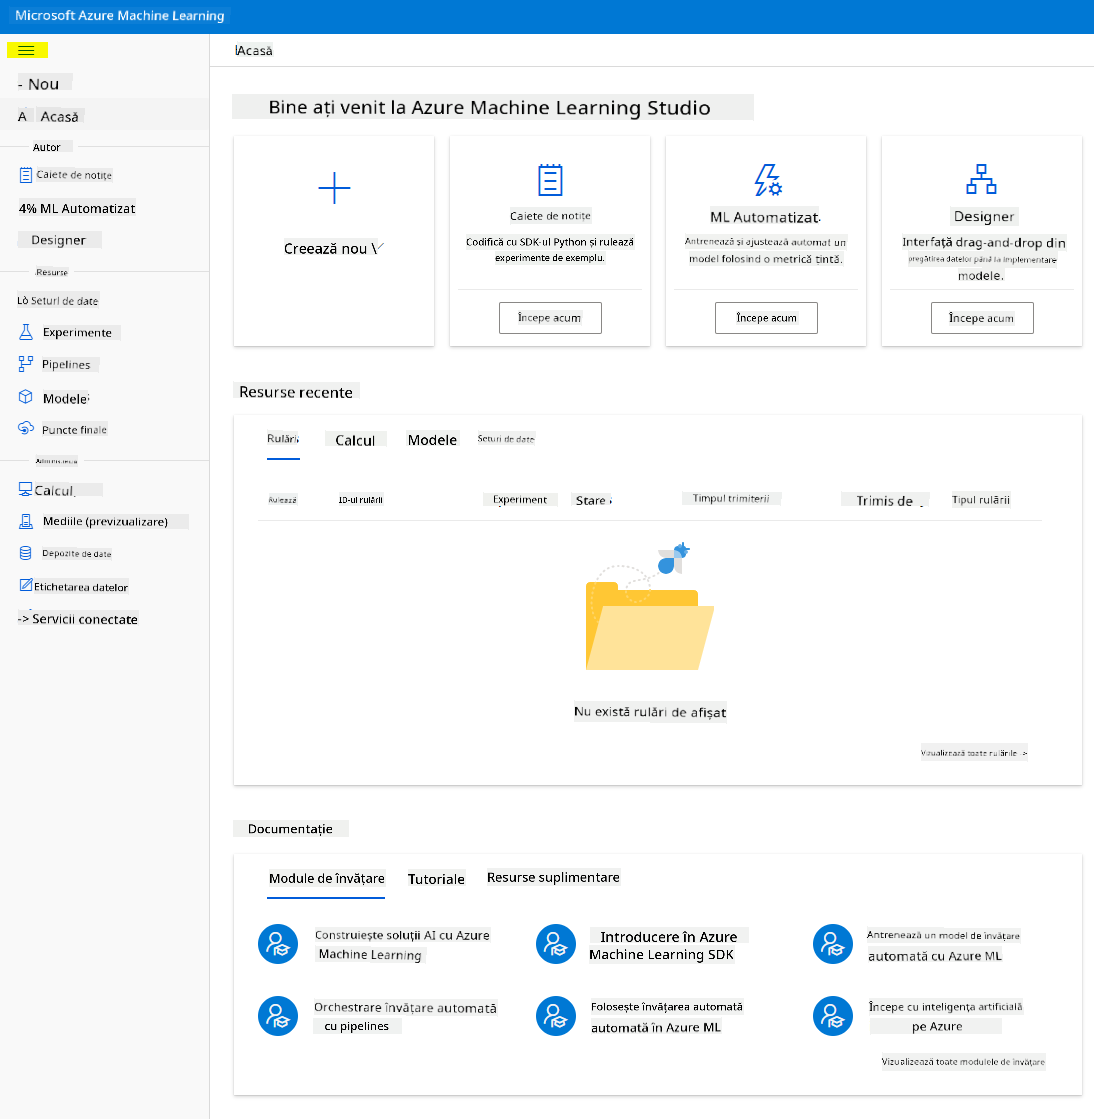 Microsoft Azure Machine Learning
Acasă
- Nou
A Acasă
Autor
Caiete de notițe
4% ML Automatizat
Designer
Resurse
Lò Seturi de date
Experimente
Pipelines
Modele
Puncte finale
Calcul
Mediile (previzualizare)
Depozite de date
Etichetarea datelor
-> Servicii conectate
Bine ați venit la Azure Machine Learning Studio
Creează nou \
Caiete de notițe
Codifică cu SDK-ul Python și rulează
experimente de exemplu.
Începe acum
ML Automatizat
Antrenează și ajustează automat un
model folosind o metrică țintă.
Începe acum
Designer
Interfață drag-and-drop din
pregătirea datelor până la implementare
modele.
Începe acum
Resurse recente
Rulări Calcul Modele Seturi de date
Rulează ID-ul rulării Experiment Stare Timpul trimiterii Trimis de Tipul rulării
Nu există rulări de afișat
Vizualizează toate rulările >
Documentație
Module de învățare Tutoriale Resurse suplimentare
Construiește soluții AI cu Azure
Machine Learning
Introducere în Azure
Machine Learning SDK
Antrenează un model de învățare
automată cu Azure ML
Orchestrare învățare automată
cu pipelines
Folosește învățarea automată
automată în Azure ML
Începe cu inteligența artificială
pe Azure
Vizualizează toate modulele de învățare